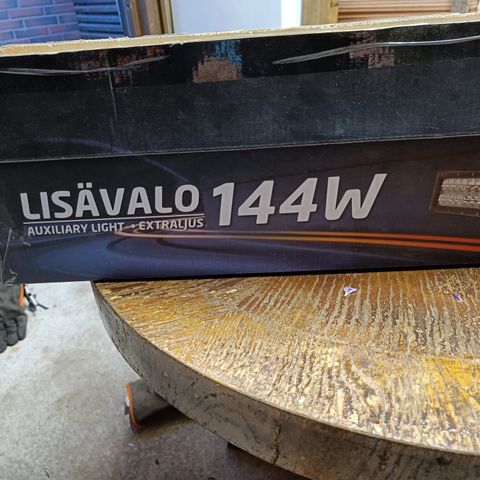 LISÄVALO 144W
AUXILIARY LIGHT • EXTRALJUS